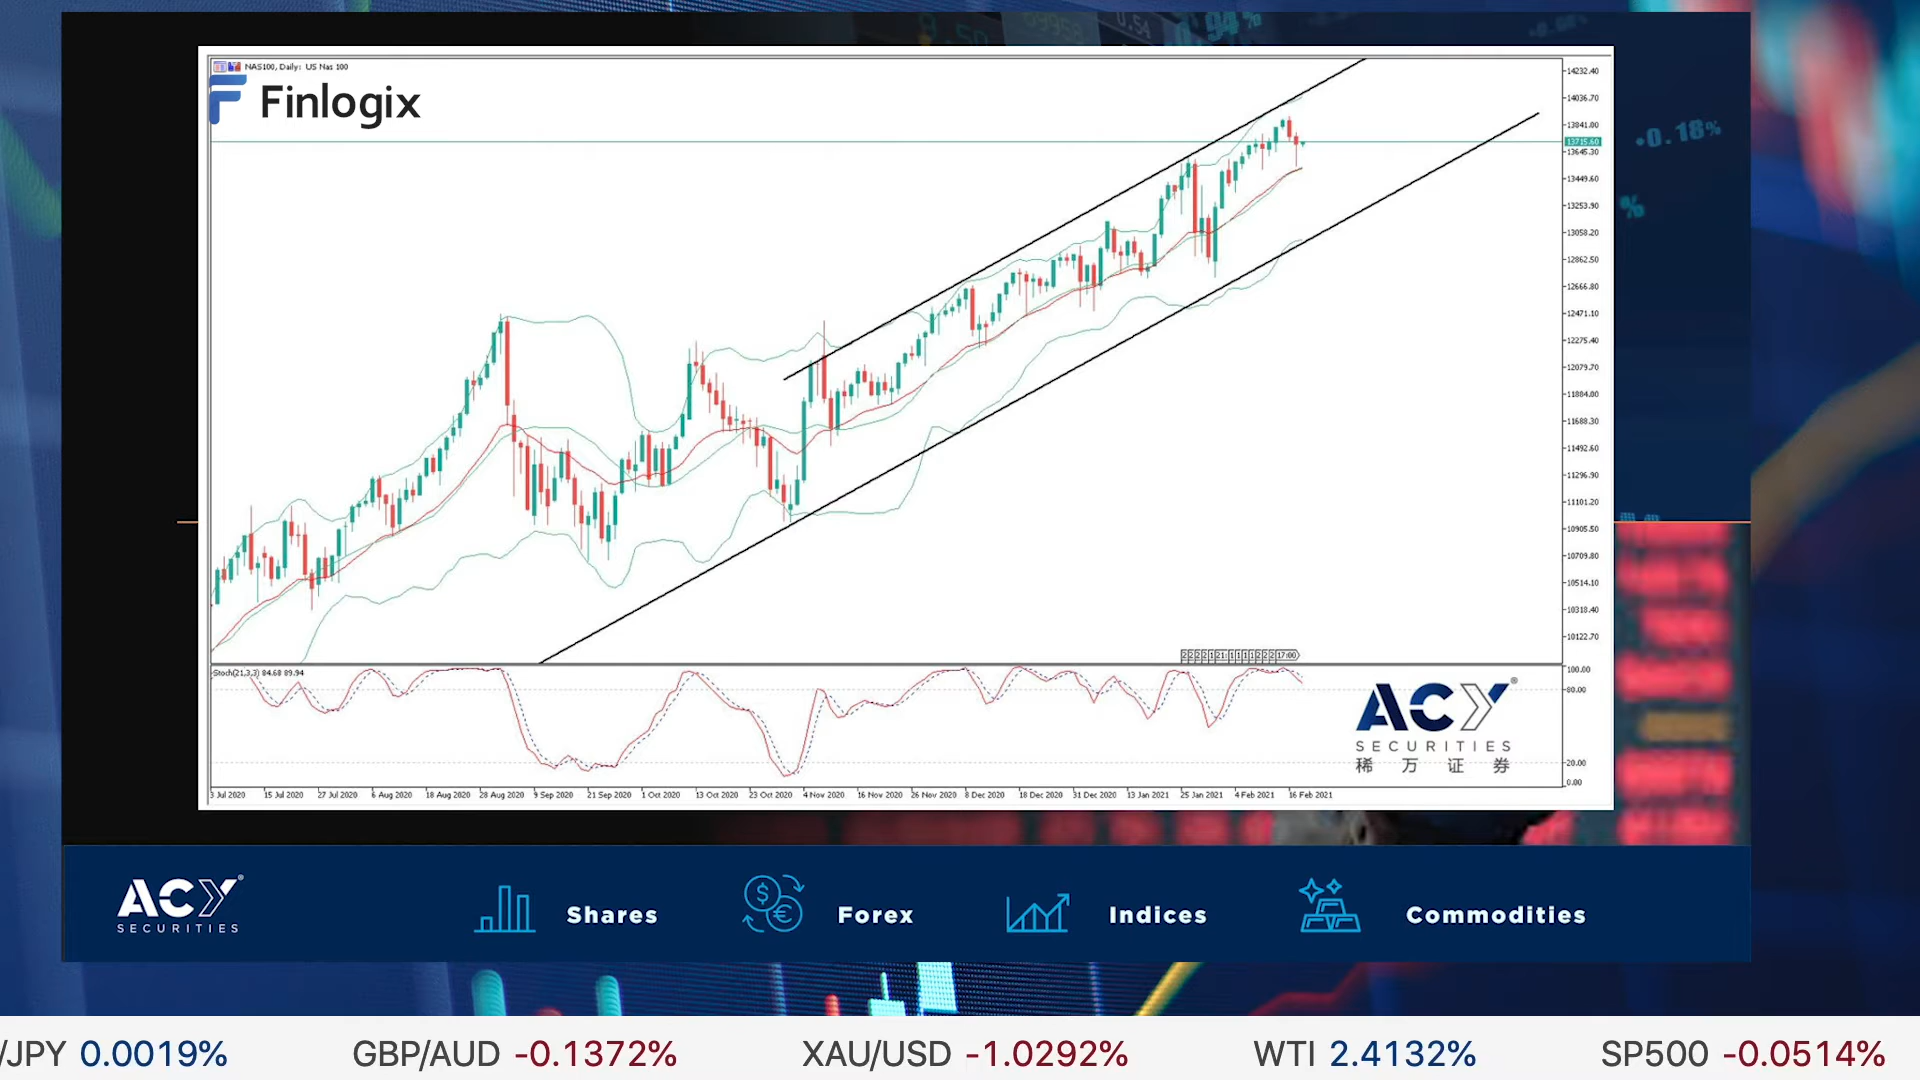 NAS100, Daily: US Nas 100
Finlogix
14232.40
14036.70
13841.00
13715.60
13645.30
13449.60
13253.90
13058.20
12862.50
12666.80
12471.10
12275.40
12079.70
11884.00
11688.30
11492.60
11296.90
11101.20
10905.50
10709.80
10514.10
10318.40
10122.70
17:00
Stoch(21,3,3) 84.68 89.94
100.00
80.00
20.00
0.00
ACY®
SECURITIES
稀万证券
3 Jul 2020 15 Jul 2020 27 Jul 2020 6 Aug 2020 18 Aug 2020 28 Aug 2020 9 Sep 2020 21 Sep 2020 1 Oct 2020 13 Oct 2020 23 Oct 2020 4 Nov 2020 16 Nov 2020 26 Nov 2020 8 Dec 2020 18 Dec 2020 31 Dec 2020 13 Jan 2021 25 Jan 2021 4 Feb 2021 16 Feb 2021
+0.18%
%
ACY®
SECURITIES
Shares
Forex
Indices
Commodities
/JPY 0.0019% GBP/AUD -0.1372% XAU/USD -1.0292% WTI 2.4132% SP500 -0.0514%